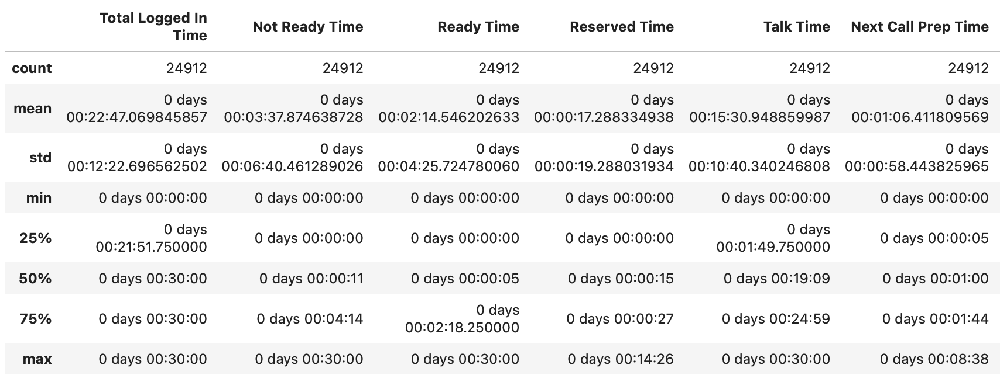 Total Logged In Time Not Ready Time Ready Time Reserved Time Talk Time Next Call Prep Time
count 24912 24912 24912 24912 24912 24912
mean 0 days 00:22:47.069845857 0 days 00:03:37.874638728 0 days 00:02:14.546202633 0 days 00:00:17.288334938 0 days 00:15:30.948859987 0 days 00:01:06.411809569
std 0 days 00:12:22.696562502 0 days 00:06:40.461289026 0 days 00:04:25.724780060 0 days 00:00:19.288031934 0 days 00:10:40.340246808 0 days 00:00:58.443825965
min 0 days 00:00:00 0 days 00:00:00 0 days 00:00:00 0 days 00:00:00 0 days 00:00:00 0 days 00:00:00
25% 0 days 00:21:51.750000 0 days 00:00:00 0 days 00:00:00 0 days 00:00:00 0 days 00:01:49.750000 0 days 00:00:05
50% 0 days 00:30:00 0 days 00:00:11 0 days 00:00:05 0 days 00:00:15 0 days 00:19:09 0 days 00:01:00
75% 0 days 00:30:00 0 days 00:04:14 0 days 00:02:18.250000 0 days 00:00:27 0 days 00:24:59 0 days 00:01:44
max 0 days 00:30:00 0 days 00:30:00 0 days 00:30:00 0 days 00:14:26 0 days 00:30:00 0 days 00:08:38